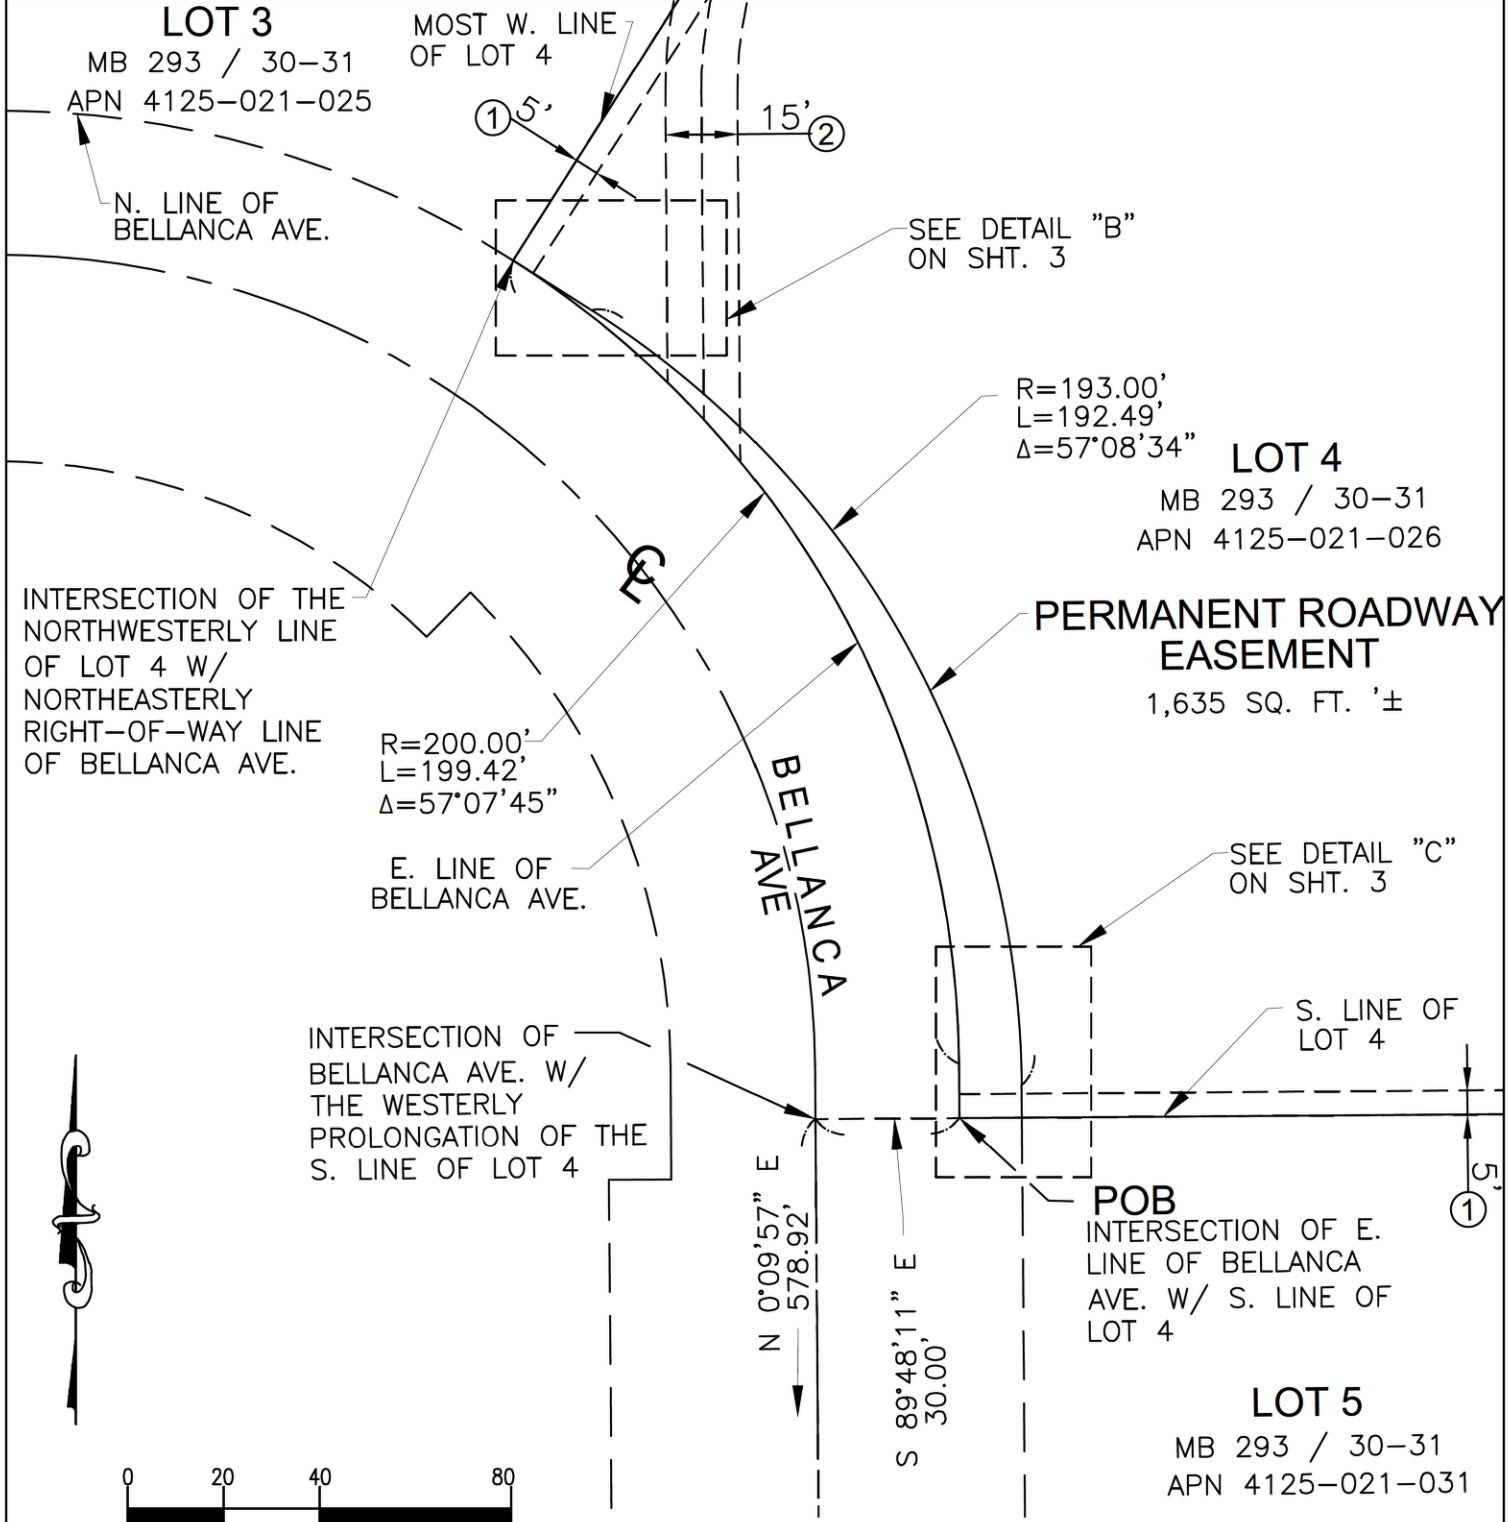 LOT 3
MB 293 / 30-31
APN 4125-021-025
MOST W. LINE
OF LOT 4
1
5'
15'
2
N. LINE OF
BELLANCA AVE.
SEE DETAIL "B"
ON SHT. 3
R=193.00'
L=192.49'
Δ=57°08'34"
LOT 4
MB 293 / 30-31
APN 4125-021-026
℄
INTERSECTION OF THE
NORTHWESTERLY LINE
OF LOT 4 W/
NORTHEASTERLY
RIGHT-OF-WAY LINE
OF BELLANCA AVE.
PERMANENT ROADWAY
EASEMENT
1,635 SQ. FT. '±
R=200.00'
L=199.42'
Δ=57°07'45"
BELLANCA
AVE
E. LINE OF
BELLANCA AVE.
SEE DETAIL "C"
ON SHT. 3
S. LINE OF
LOT 4
INTERSECTION OF
BELLANCA AVE. W/
THE WESTERLY
PROLONGATION OF THE
S. LINE OF LOT 4
N 0°09'57" E
578.92'
S 89°48'11" E
30.00'
5'
1
POB
INTERSECTION OF E.
LINE OF BELLANCA
AVE. W/ S. LINE OF
LOT 4
LOT 5
MB 293 / 30-31
APN 4125-021-031
0 20 40 80